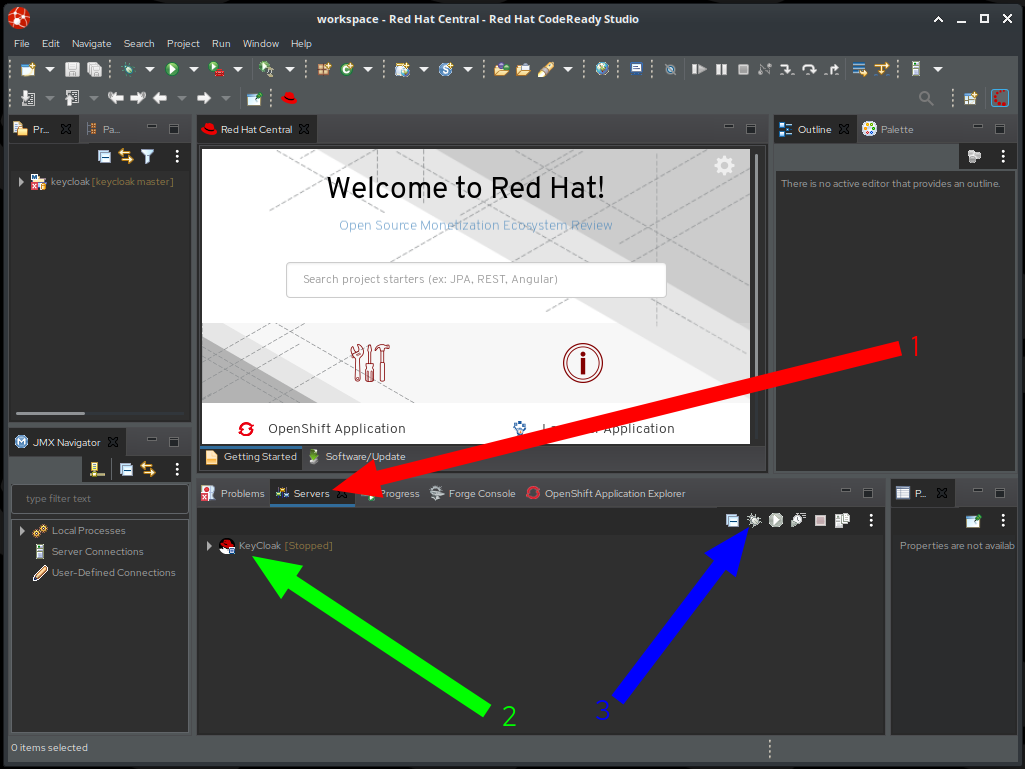 workspace - Red Hat Central - Red Hat CodeReady Studio
File Edit Navigate Search Project Run Window Help
Pr...
Pa...
Red Hat Central
Outline
Palette
keycloak [keycloak master]
There is no active editor that provides an outline.
Welcome to Red Hat!
Open Source Monetization Ecosystem Review
Search project starters (ex: JPA, REST, Angular)
1
OpenShift Application
Application
JMX Navigator
Getting Started
Software/Update
type filter text
Problems
Servers
Progress
Forge Console
OpenShift Application Explorer
P...
Local Processes
Server Connections
User-Defined Connections
KeyCloak [Stopped]
Properties are not availab
2
3
0 items selected